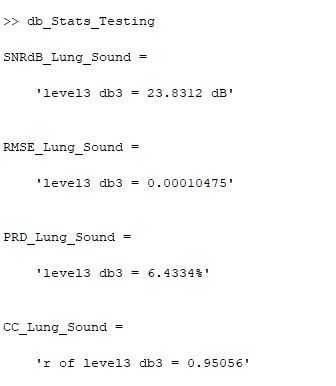 >> db_Stats_Testing
SNRdB_Lung_Sound =
'level3 db3 = 23.8312 dB'
RMSE_Lung_Sound =
'level3 db3 = 0.00010475'
PRD_Lung_Sound =
'level3 db3 = 6.4334%'
CC_Lung_Sound =
'r of level3 db3 = 0.95056'